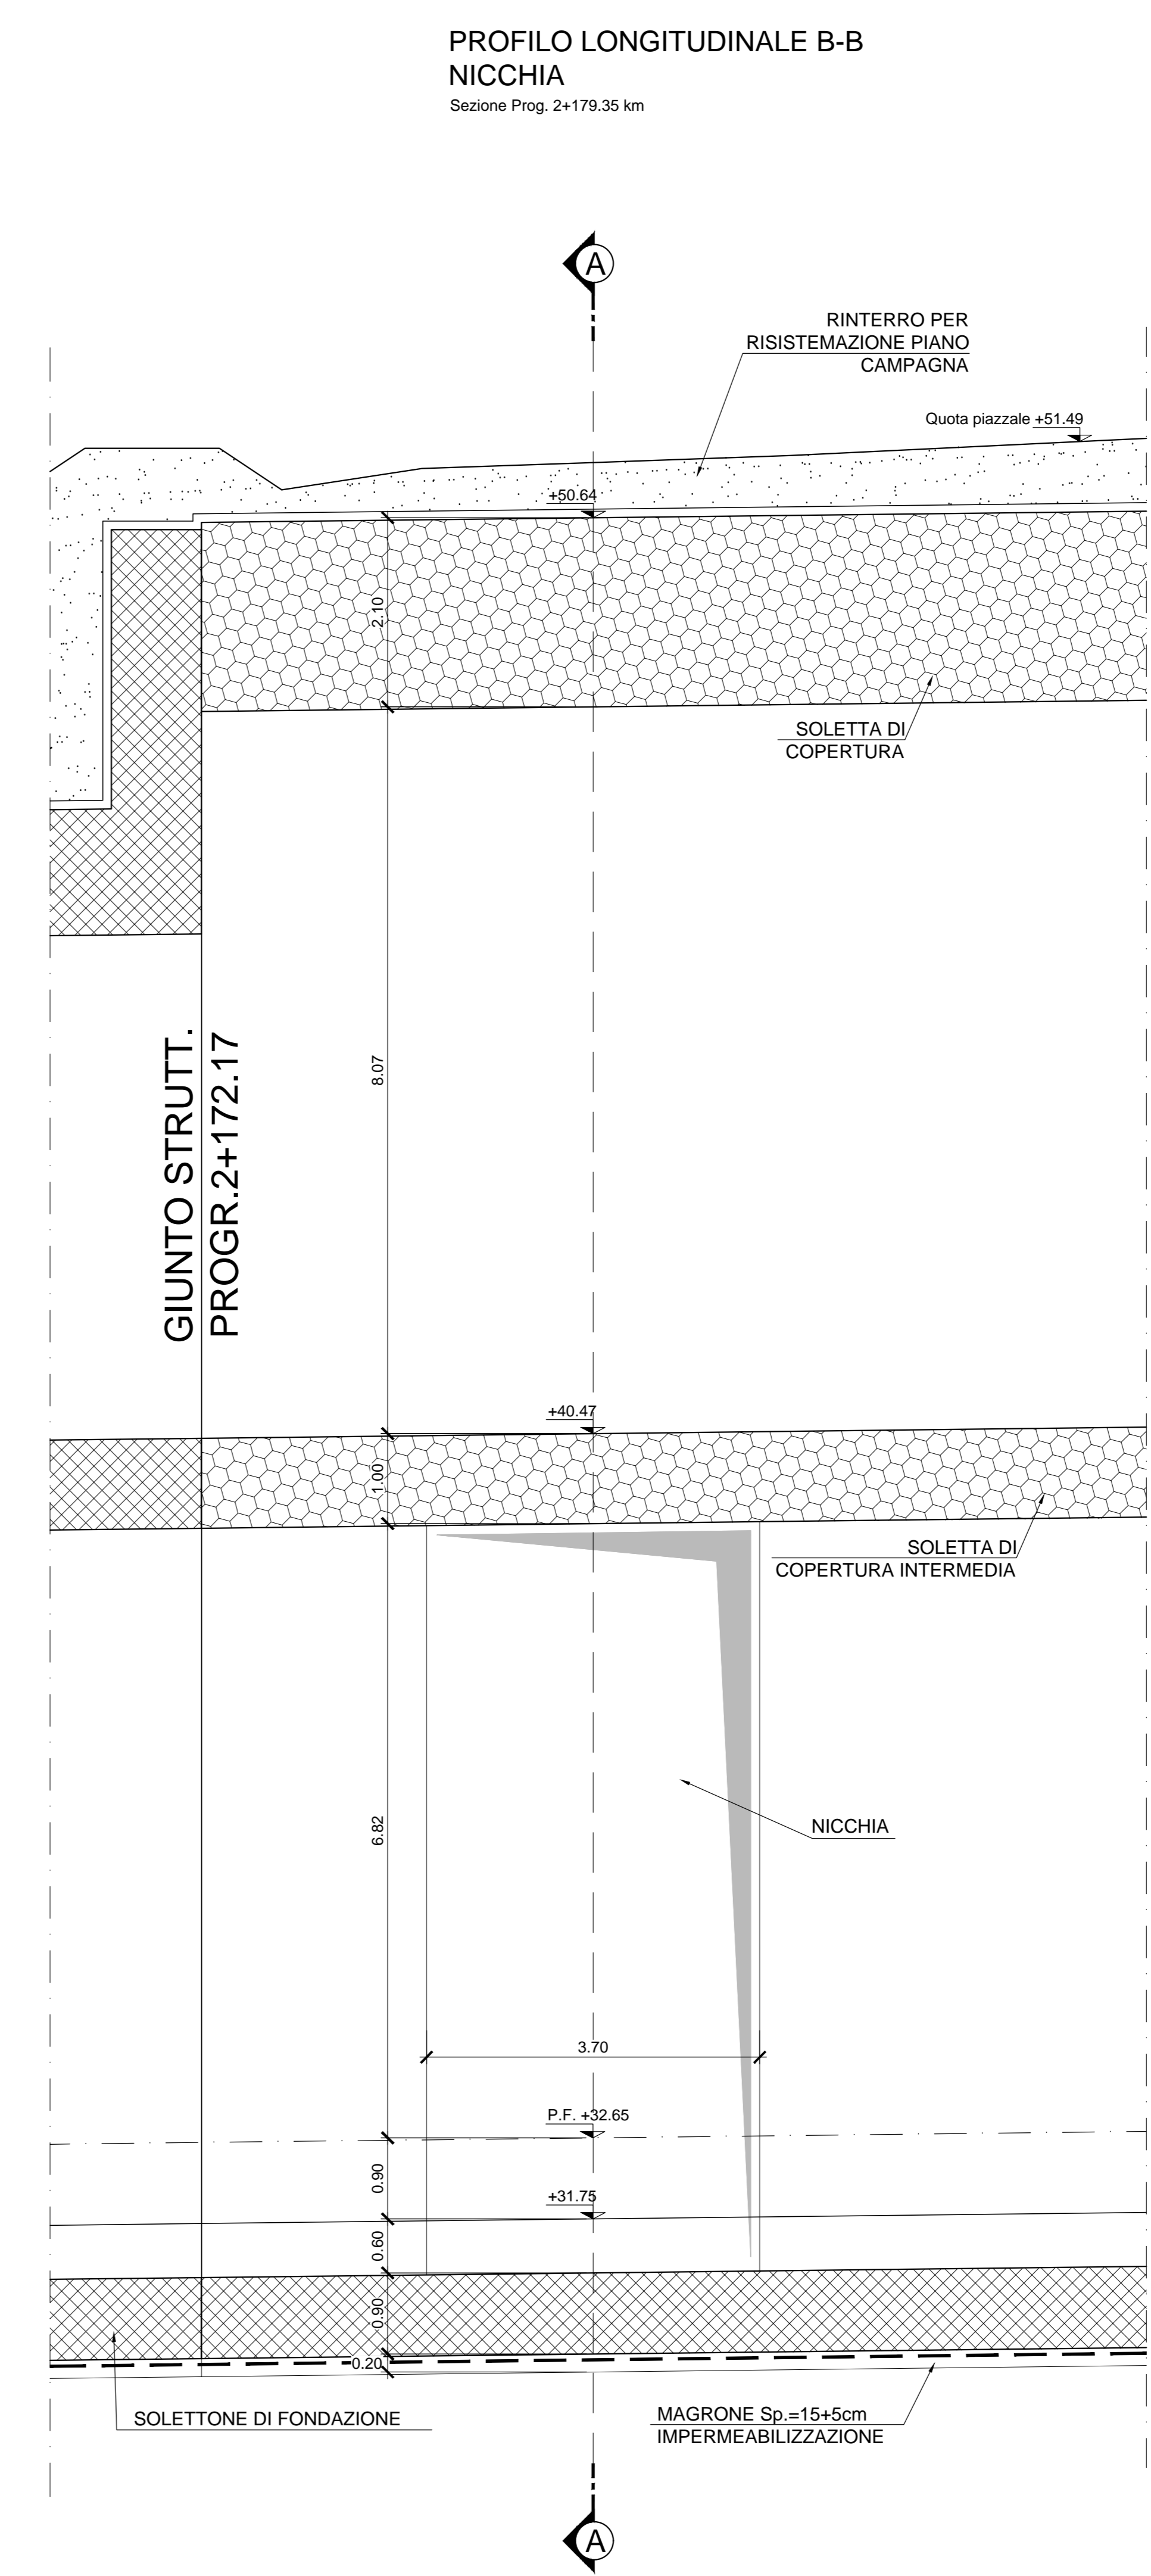 PROFILO LONGITUDINALE B-B
NICCHIA
Sezione Prog. 2+179.35 km
A
RINTERRO PER
RISISTEMAZIONE PIANO
CAMPAGNA
Quota piazzale +51.49
+50.64
2.10
SOLETTA DI
COPERTURA
8.07
GIUNTO STRUTT.
PROGR.2+172.17
+40.47
1.00
SOLETTA DI
COPERTURA INTERMEDIA
6.82
NICCHIA
3.70
P.F. +32.65
0.90
+31.75
0.60
0.90
0.20
SOLETTONE DI FONDAZIONE
MAGRONE Sp.=15+5cm
IMPERMEABILIZZAZIONE
A